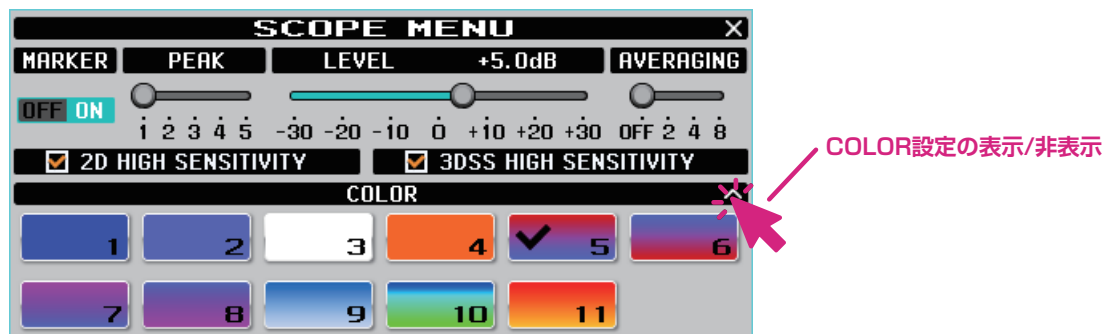 SCOPE MENU ×
MARKER PEAK LEVEL +5.0dB AVERAGING
OFF ON
1 2 3 4 5 -30 -20 -10 0 +10 +20 +30 OFF 2 4 8
2D HIGH SENSITIVITY 3DSS HIGH SENSITIVITY
COLOR設定の表示/非表示
COLOR
1 2 3 4 5 6
7 8 9 10 11